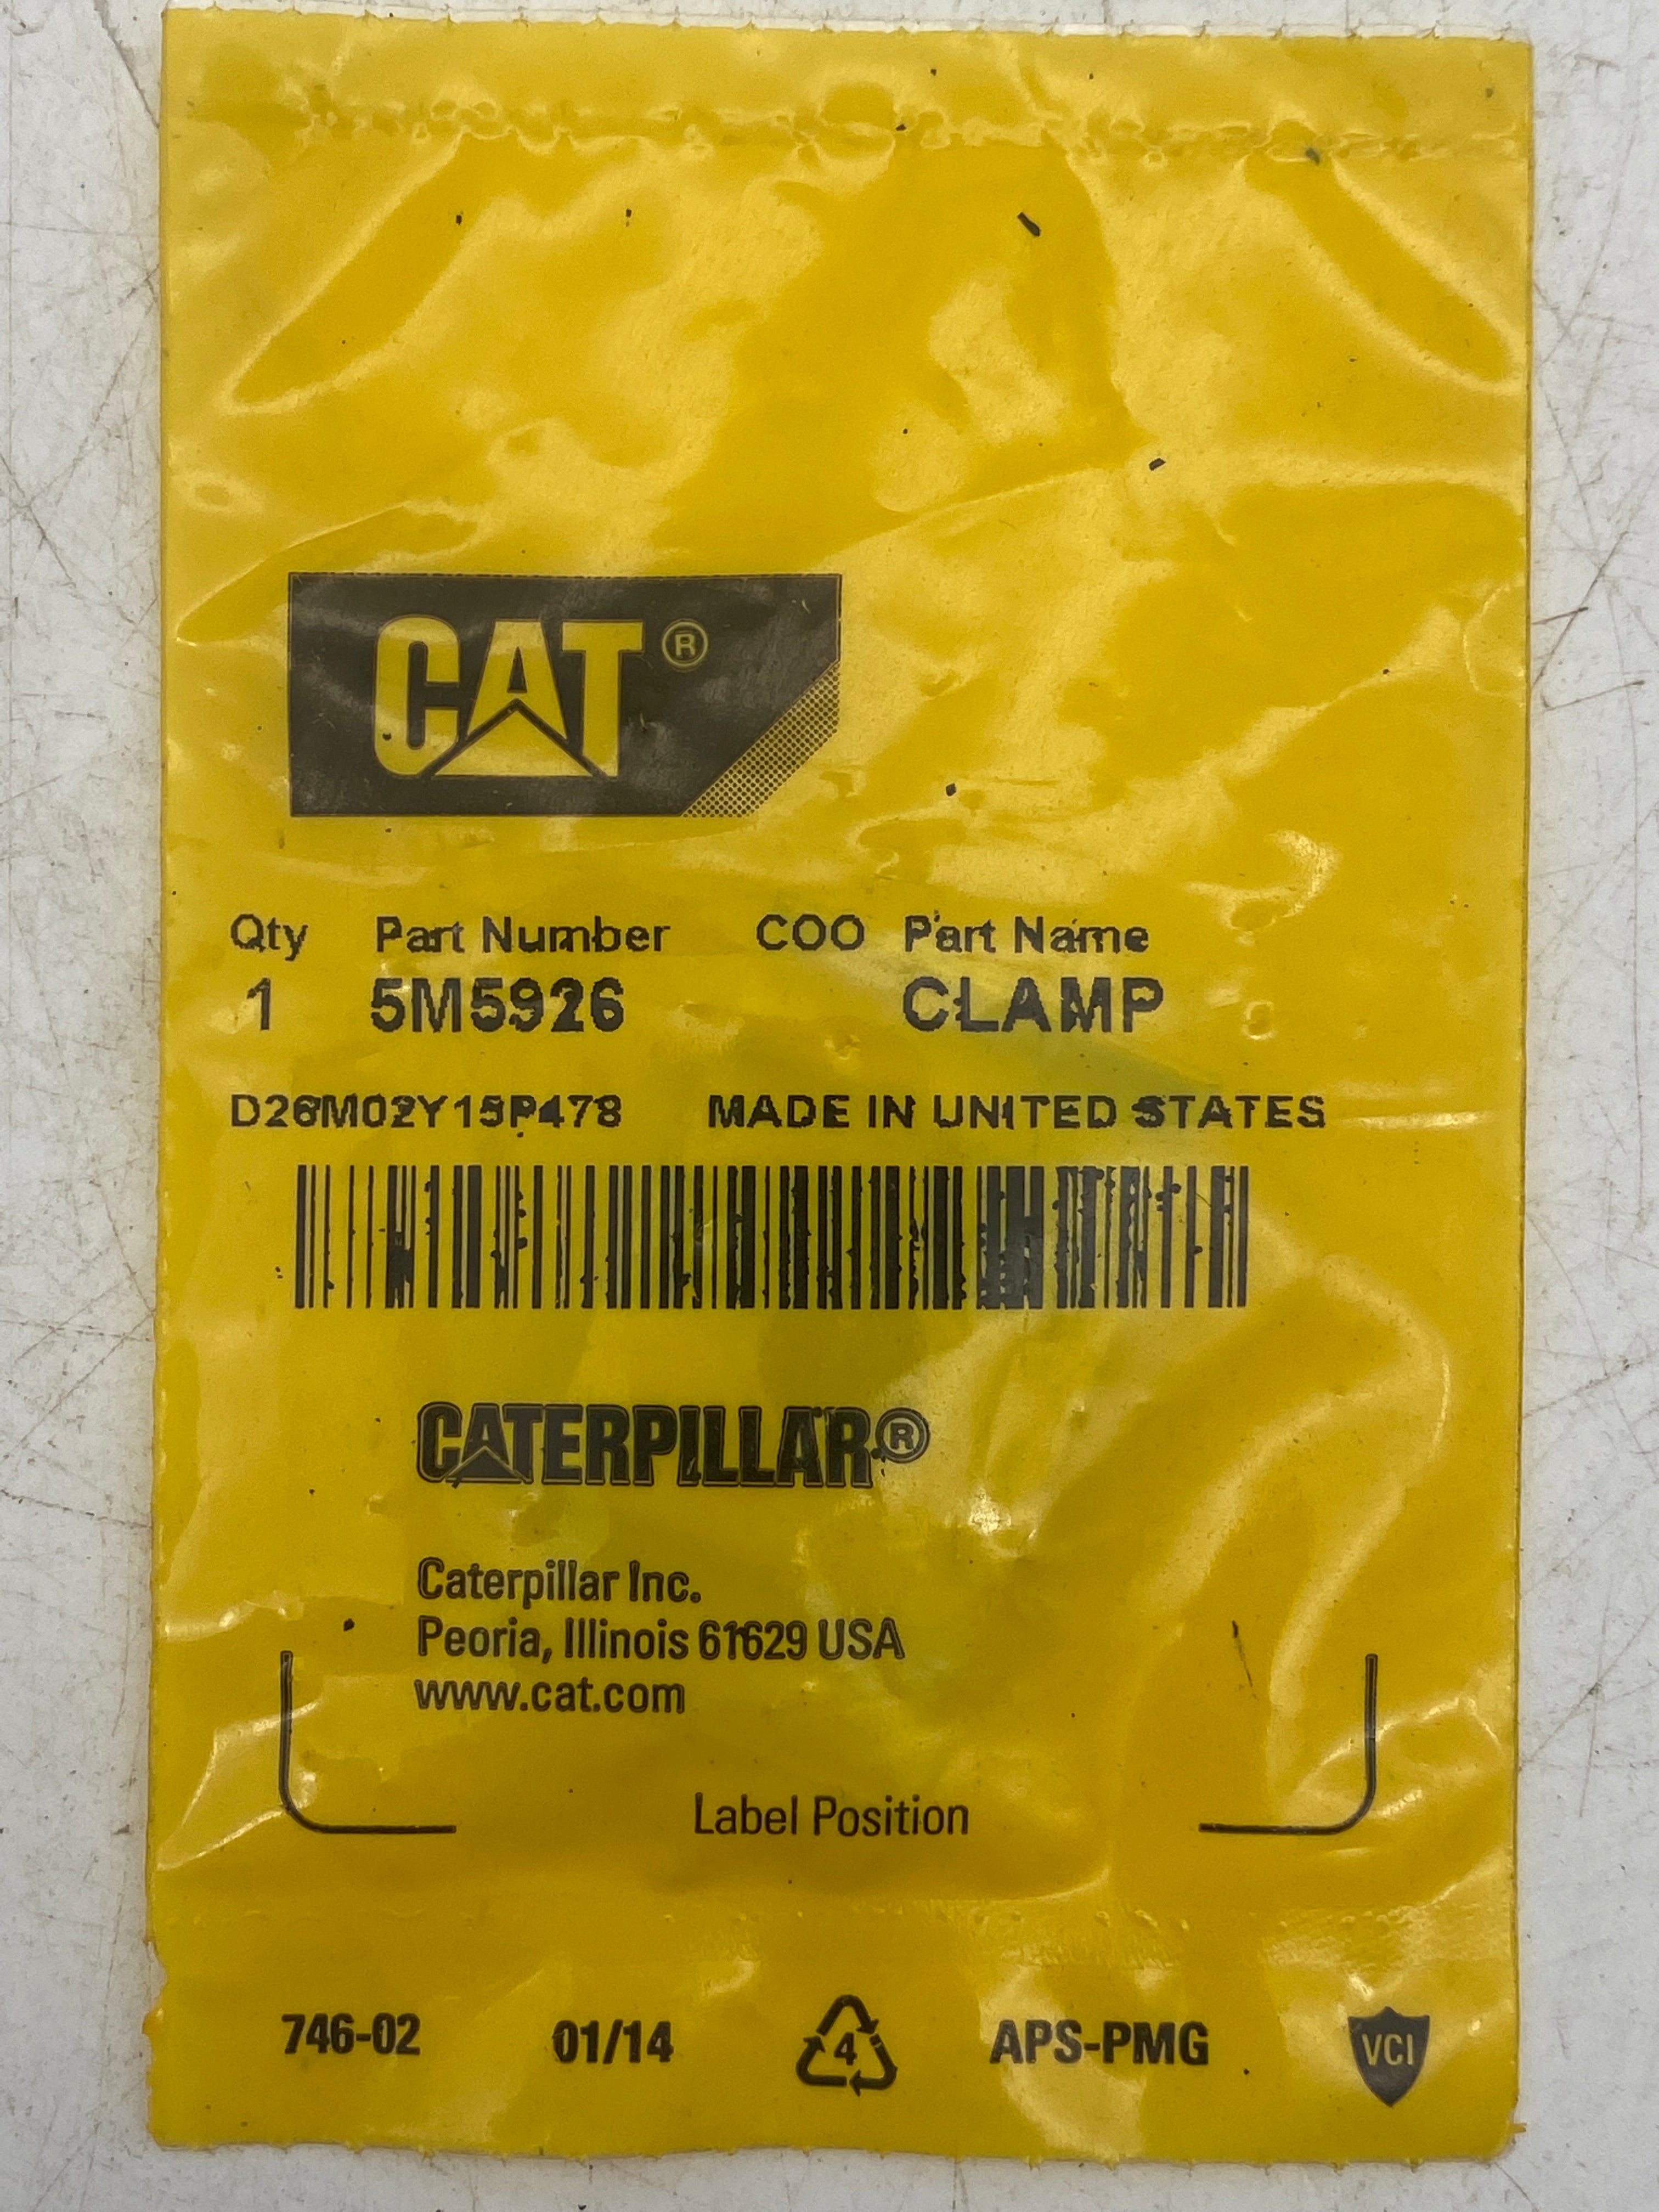 CAT®
Qty Part Number COO Part Name
1 5M5926 CLAMP
D26M02Y15P478 MADE IN UNITED STATES
CATERPILLAR®
Caterpillar Inc.
Peoria, Illinois 61629 USA
www.cat.com
Label Position
746-02 01/14 4 APS-PMG VCI